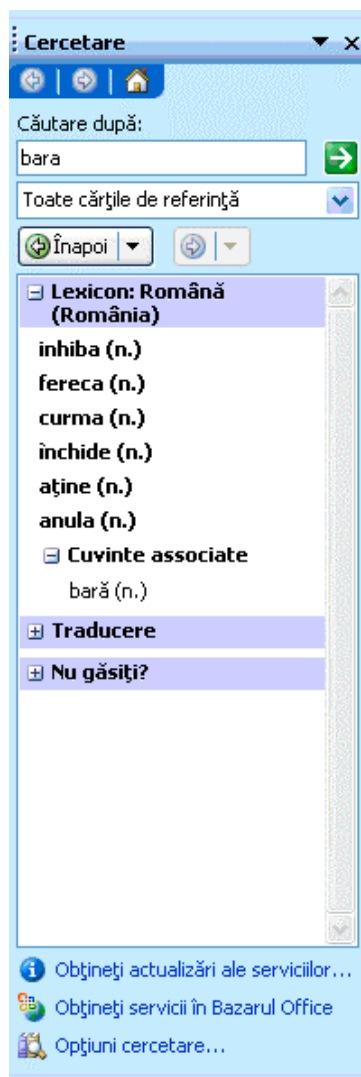 Cercetare
Căutare după:
bara
Toate cărţile de referinţă
Înapoi
Lexicon: Română
(România)
inhiba (n.)
fereca (n.)
curma (n.)
închide (n.)
aţine (n.)
anula (n.)
Cuvinte associate
bară (n.)
Traducere
Nu găsiţi?
Obţineţi actualizări ale serviciilor...
Obţineţi servicii în Bazarul Office
Opţiuni cercetare...